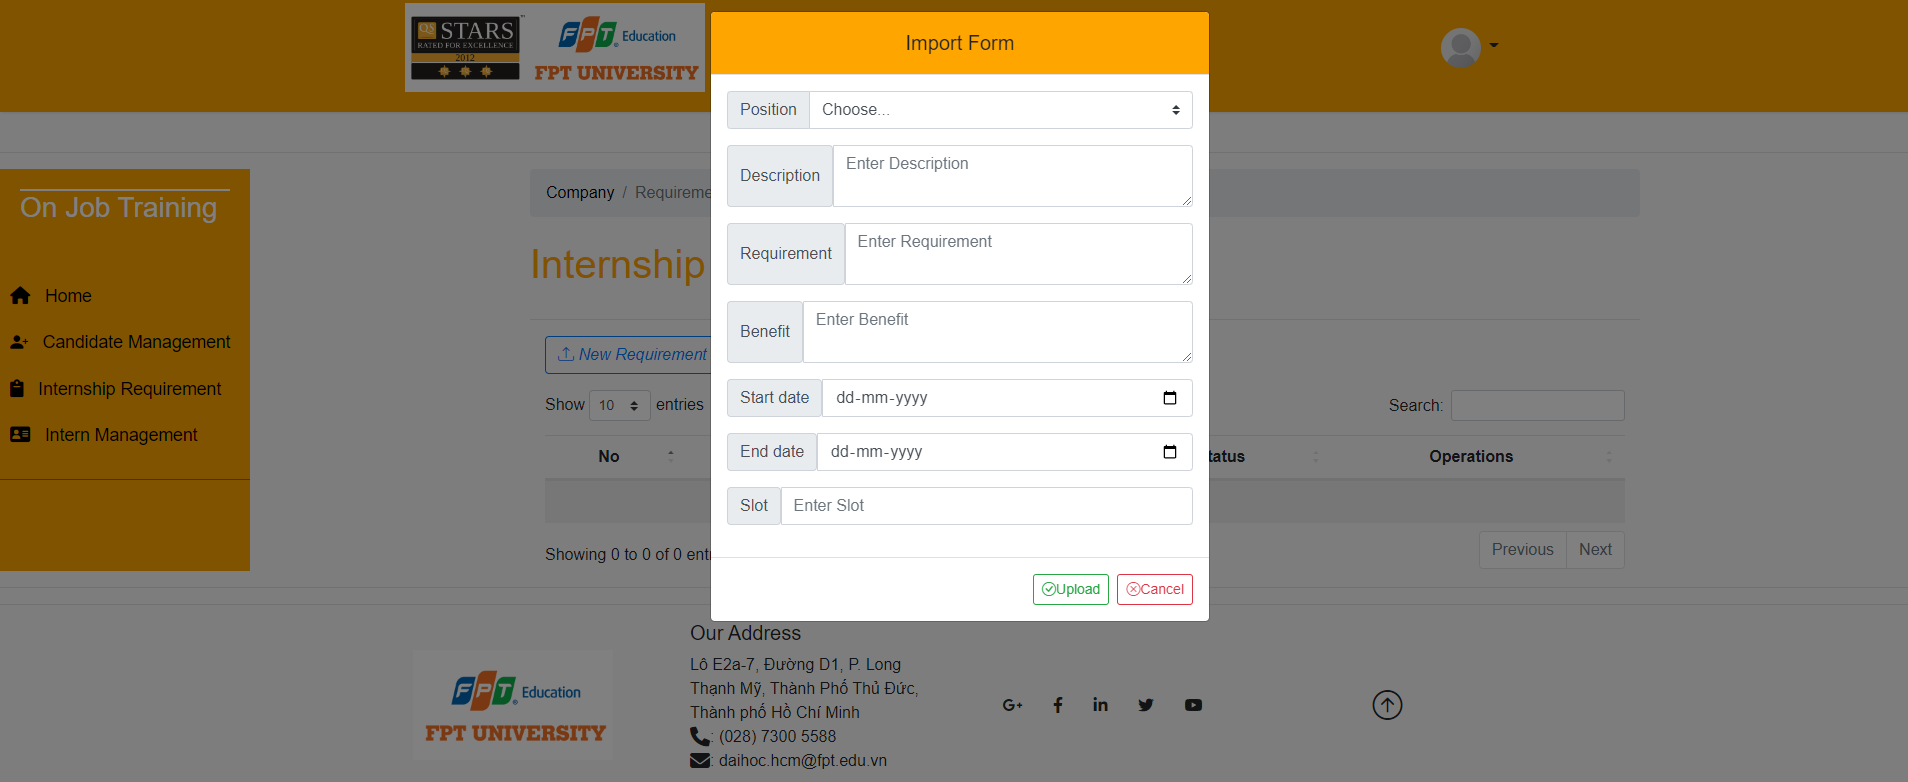 QS STARS™
RATED FOR EXCELLENCE
2012
FPT® Education
FPT UNIVERSITY
Import Form
Position Choose...
Description Enter Description
Requirement Enter Requirement
Benefit Enter Benefit
Start date dd-mm-yyyy
End date dd-mm-yyyy
Slot Enter Slot
Upload Cancel
On Job Training
Home
Candidate Management
Internship Requirement
Intern Management
Company / Requireme
Internship
New Requirement
Show 10 entries
Search:
No tatus Operations
Showing 0 to 0 of 0 ent
Previous Next
FPT® Education
FPT UNIVERSITY
Our Address
Lô E2a-7, Đường D1, P. Long
Thạnh Mỹ, Thành Phố Thủ Đức,
Thành phố Hồ Chí Minh
: (028) 7300 5588
: daihoc.hcm@fpt.edu.vn